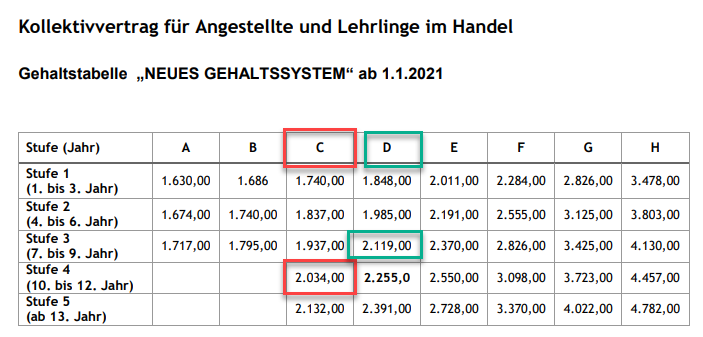 Kollektivvertrag für Angestellte und Lehrlinge im Handel
Gehaltstabelle „NEUES GEHALTSSYSTEM“ ab 1.1.2021
Stufe (Jahr) A B C D E F G H
Stufe 1
(1. bis 3. Jahr) 1.630,00 1.686 1.740,00 1.848,00 2.011,00 2.284,00 2.826,00 3.478,00
Stufe 2
(4. bis 6. Jahr) 1.674,00 1.740,00 1.837,00 1.985,00 2.191,00 2.555,00 3.125,00 3.803,00
Stufe 3
(7. bis 9. Jahr) 1.717,00 1.795,00 1.937,00 2.119,00 2.370,00 2.826,00 3.425,00 4.130,00
Stufe 4
(10. bis 12. Jahr) 2.034,00 2.255,0 2.550,00 3.098,00 3.723,00 4.457,00
Stufe 5
(ab 13. Jahr) 2.132,00 2.391,00 2.728,00 3.370,00 4.022,00 4.782,00